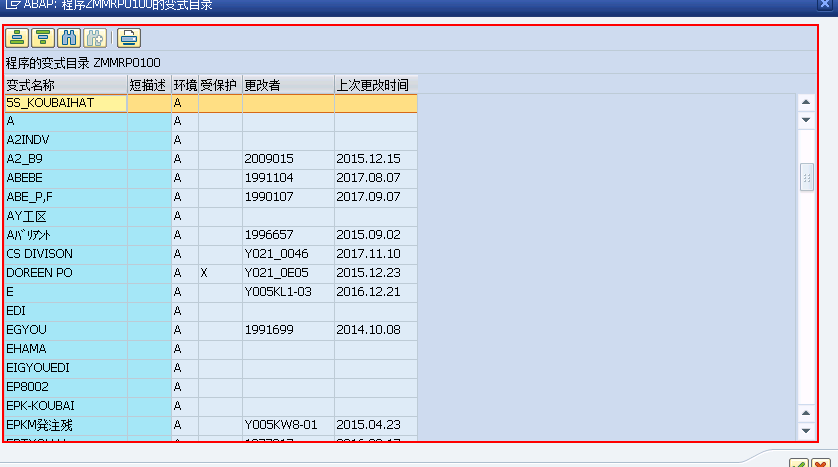 ABAP: 程序ZMMRP0100的变式目录
程序的变式目录 ZMMRP0100
变式名称 短描述 环境 受保护 更改者 上次更改时间
5S_KOUBAIHAT A
A A
A2INDV A
A2_B9 A 2009015 2015.12.15
ABEBE A 1991104 2017.08.07
ABE_P,F A 1990107 2017.09.07
AY工区 A
Aﾊﾞﾘｱﾝﾄ A 1996657 2015.09.02
CS DIVISON A Y021_0046 2017.11.10
DOREEN PO A X Y021_0E05 2015.12.23
E A Y005KL1-03 2016.12.21
EDI A
EGYOU A 1991699 2014.10.08
EHAMA A
EIGYOUEDI A
EP8002 A
EPK-KOUBAI A
EPKM発注残 A Y005KW8-01 2015.04.23